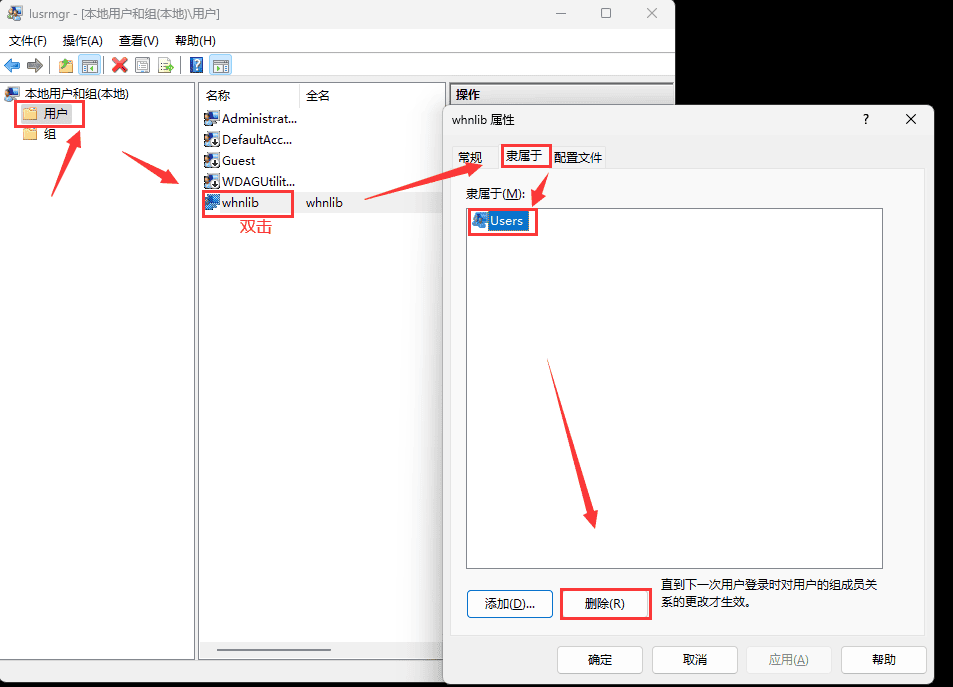 lusrmgr - [本地用户和组(本地)\用户]
文件(F) 操作(A) 查看(V) 帮助(H)
本地用户和组(本地)
用户
组
名称 全名
Administrat...
DefaultAcc...
Guest
WDAGUtilit...
whnlib whnlib
双击
操作
whnlib 属性
常规 隶属于 配置文件
隶属于(M):
Users
添加(D)... 删除(R)
直到下一次用户登录时对用户的组成员关
系的更改才生效。
确定 取消 应用(A) 帮助